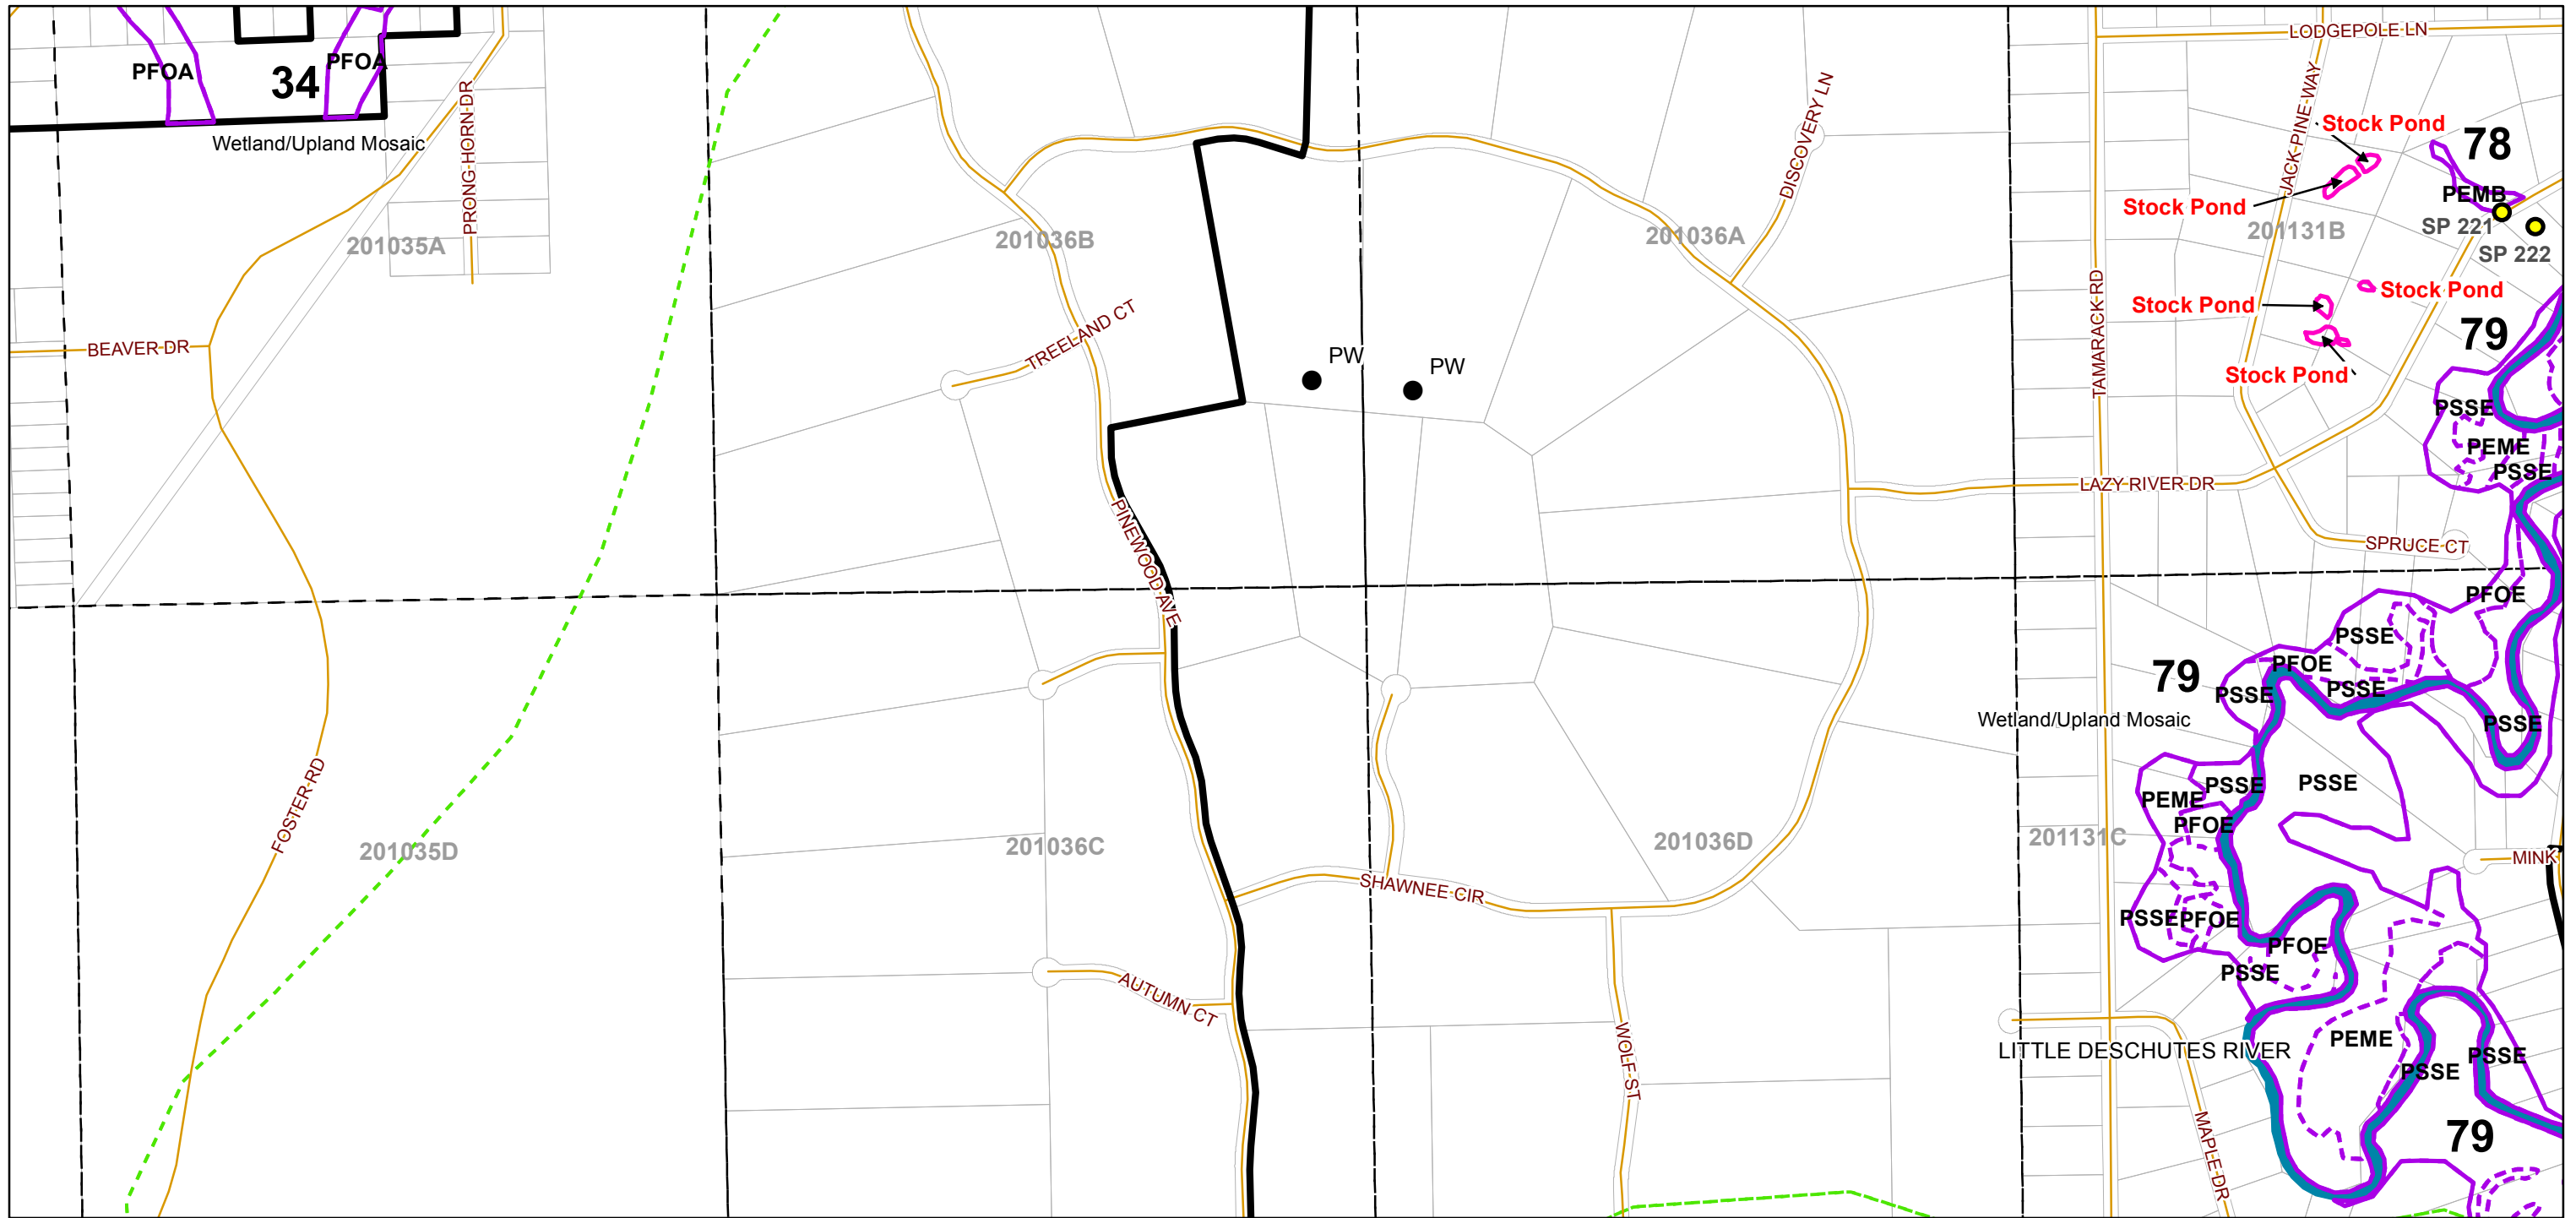 LODGEPOLE LN
PFOA
34
PFOA
Wetland/Upland Mosaic
PRONG HORN DR
DISCOVERY LN
JACK PINE WAY
Stock Pond
78
Stock Pond
PEMB
SP 221
SP 222
201035A
201036B
201036A
201131B
Stock Pond
Stock Pond
79
TAMARACK RD
BEAVER DR
TREELAND CT
PW
PW
Stock Pond
PSSE
PEME
PSSE
LAZY RIVER DR
PINEWOOD AVE
SPRUCE CT
PFOE
PSSE
PFOE
79
PSSE
PSSE
Wetland/Upland Mosaic
PSSE
PSSE
PSSE
PEME
PFOE
FOSTER RD
201035D
201036C
201036D
201131C
MINK
SHAWNEE CIR
PSSE
PFOE
PFOE
PSSE
AUTUMN CT
WOLF ST
LITTLE DESCHUTES RIVER
PEME
PSSE
PSSE
MAPLE DR
79